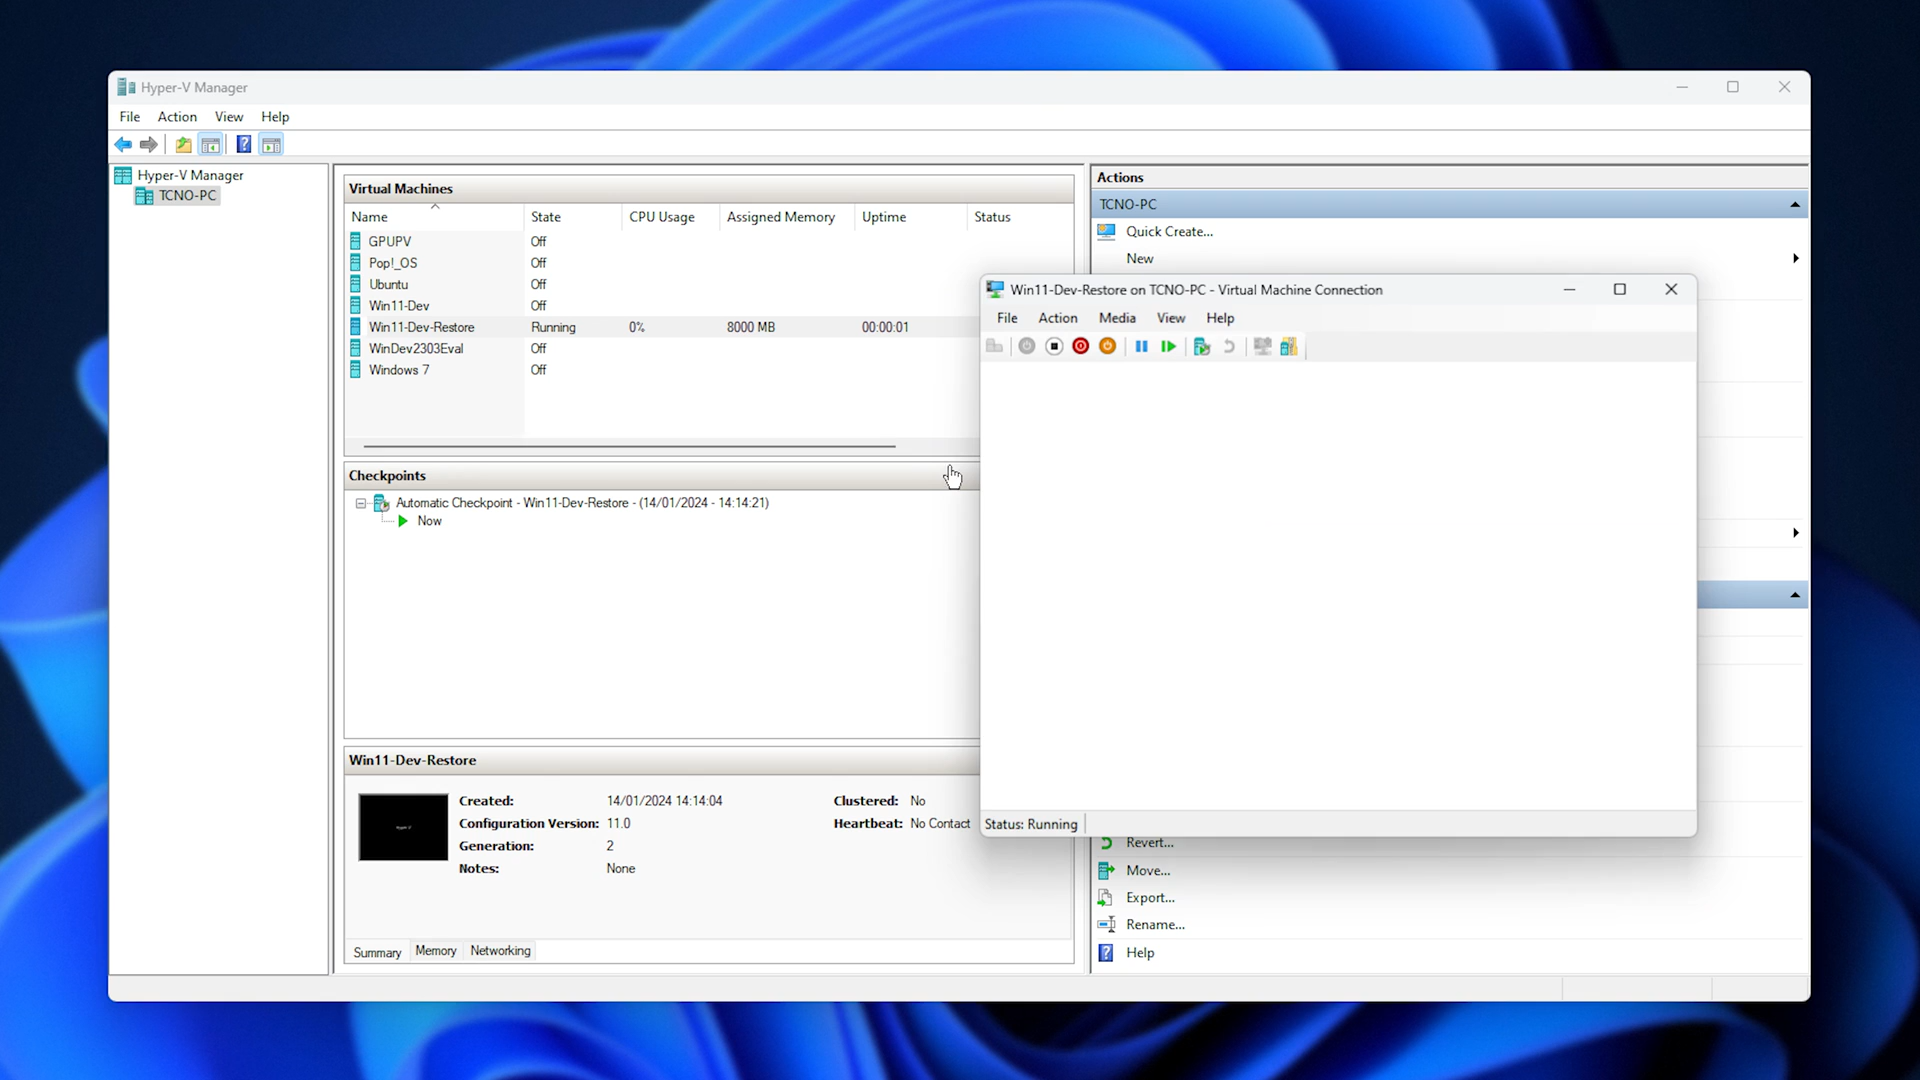 Hyper-V Manager
File Action View Help
Hyper-V Manager
TCNO-PC
Virtual Machines
Name State CPU Usage Assigned Memory Uptime Status
GPUPV Off
Pop!_OS Off
Ubuntu Off
Win11-Dev Off
Win11-Dev-Restore Running 0% 8000 MB 00:00:01
WinDev2303Eval Off
Windows 7 Off
Checkpoints
Automatic Checkpoint - Win11-Dev-Restore - (14/01/2024 - 14:14:21)
Now
Win11-Dev-Restore
Hyper-V
Created: 14/01/2024 14:14:04 Clustered: No
Configuration Version: 11.0 Heartbeat: No Contact
Generation: 2
Notes: None
Summary Memory Networking
Actions
TCNO-PC
Quick Create...
New
Win11-Dev-Restore on TCNO-PC - Virtual Machine Connection
File Action Media View Help
Status: Running
Revert...
Move...
Export...
Rename...
Help